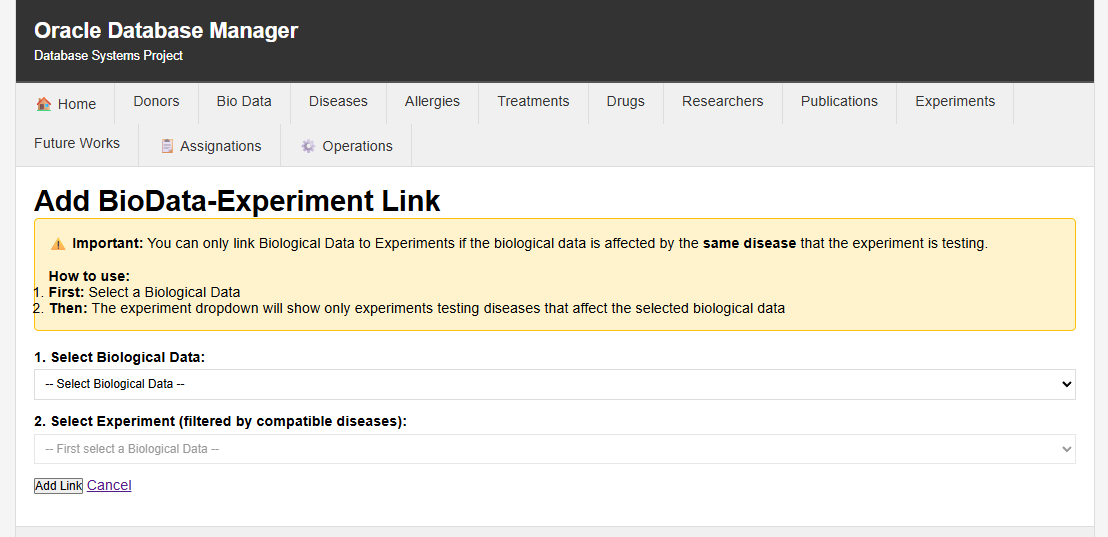 Oracle Database Manager
Database Systems Project
Home Donors Bio Data Diseases Allergies Treatments Drugs Researchers Publications Experiments
Future Works Assignations Operations
Add BioData-Experiment Link
Important: You can only link Biological Data to Experiments if the biological data is affected by the same disease that the experiment is testing.
How to use:
1. First: Select a Biological Data
2. Then: The experiment dropdown will show only experiments testing diseases that affect the selected biological data
1. Select Biological Data:
-- Select Biological Data --
2. Select Experiment (filtered by compatible diseases):
-- First select a Biological Data --
Add Link Cancel